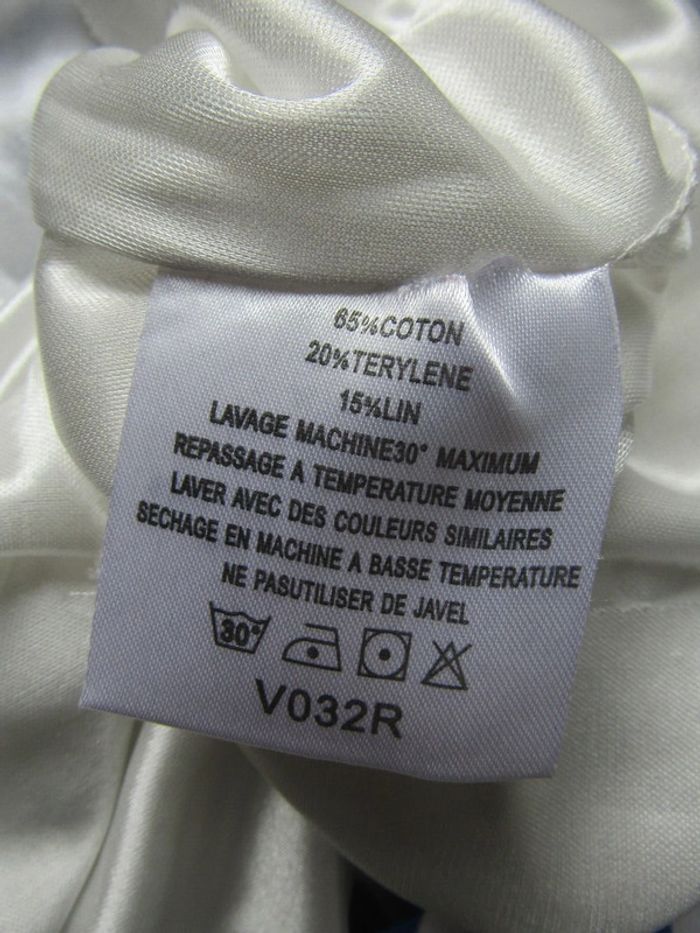 65%COTON
20%TERYLENE
15%LIN
LAVAGE MACHINE30° MAXIMUM
REPASSAGE A TEMPERATURE MOYENNE
LAVER AVEC DES COULEURS SIMILAIRES
SECHAGE EN MACHINE A BASSE TEMPERATURE
NE PASUTILISER DE JAVEL
30°
V032R